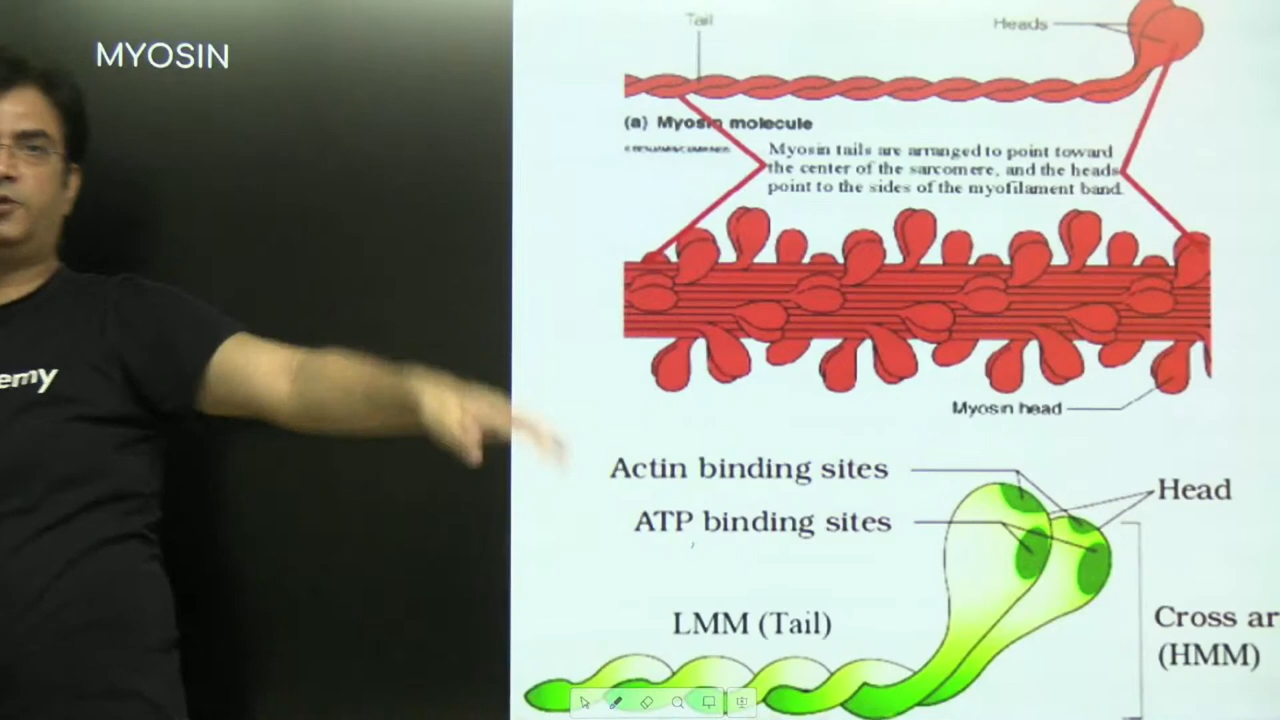 MYOSIN
emy
Tail
Heads
(a) Myosin molecule
Myosin tails are arranged to point toward
the center of the sarcomere, and the heads
point to the sides of the myofilament band.
Myosin head
Actin binding sites
ATP binding sites
Head
LMM (Tail)
Cross ar
(HMM)